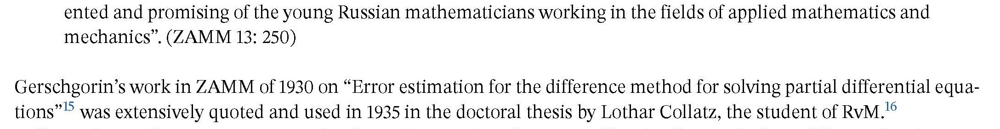 ented and promising of the young Russian mathematicians working in the fields of applied mathematics and
mechanics”. (ZAMM 13: 250)
Gerschgorin’s work in ZAMM of 1930 on “Error estimation for the difference method for solving partial differential equa-
tions”15 was extensively quoted and used in 1935 in the doctoral thesis by Lothar Collatz, the student of RvM.16